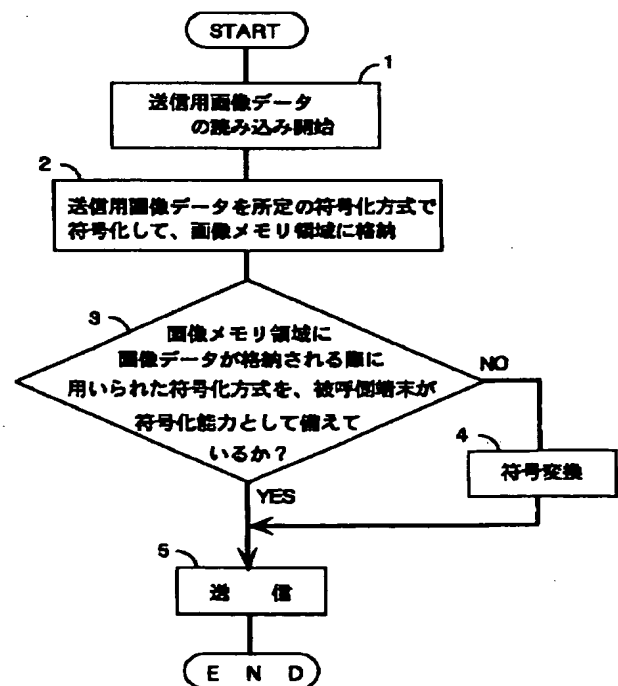 START
1
送信用画像データ
の読み込み開始
2
送信用画像データを所定の符号化方式で
符号化して、画像メモリ領域に格納
3
画像メモリ領域に
画像データが格納される際に
用いられた符号化方式を、被呼側端末が
符号化能力として備えて
いるか？
NO
4
符号変換
YES
5
送 信
E N D